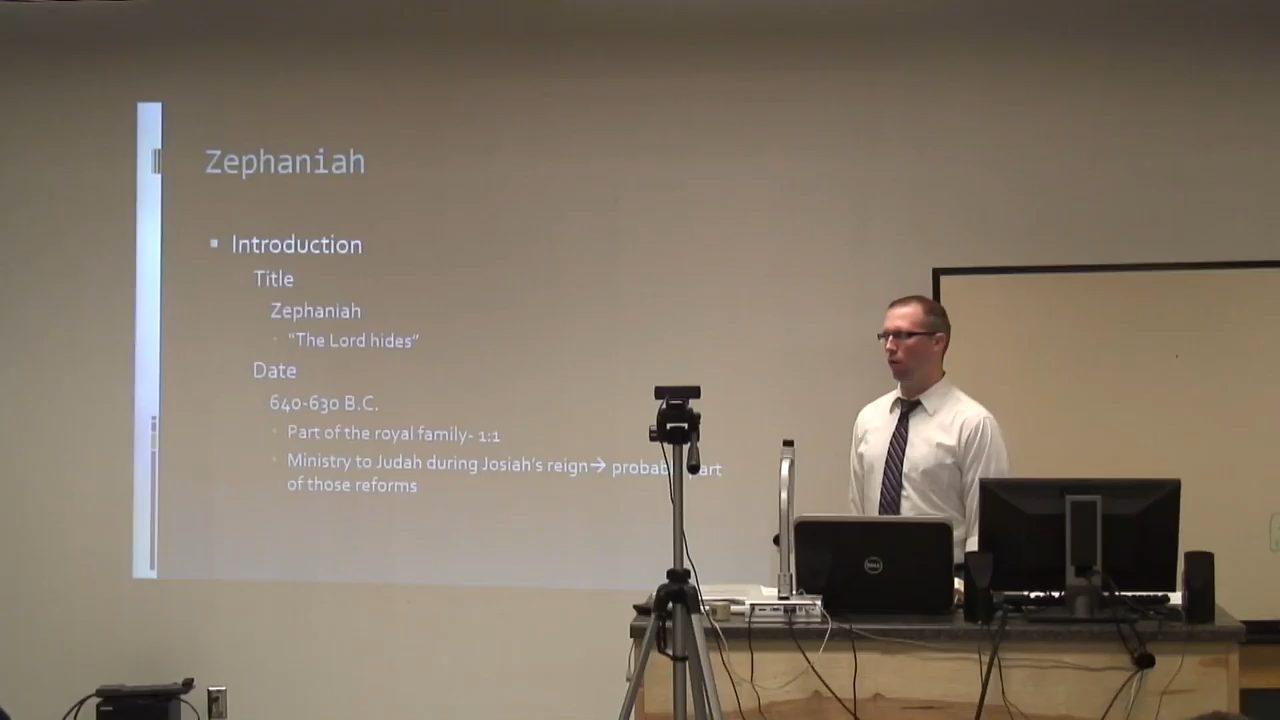 Zephaniah
▪ Introduction
Title
Zephaniah
· "The Lord hides"
Date
640-630 B.C.
· Part of the royal family- 1:1
· Ministry to Judah during Josiah's reign→ part
of those reforms
DELL